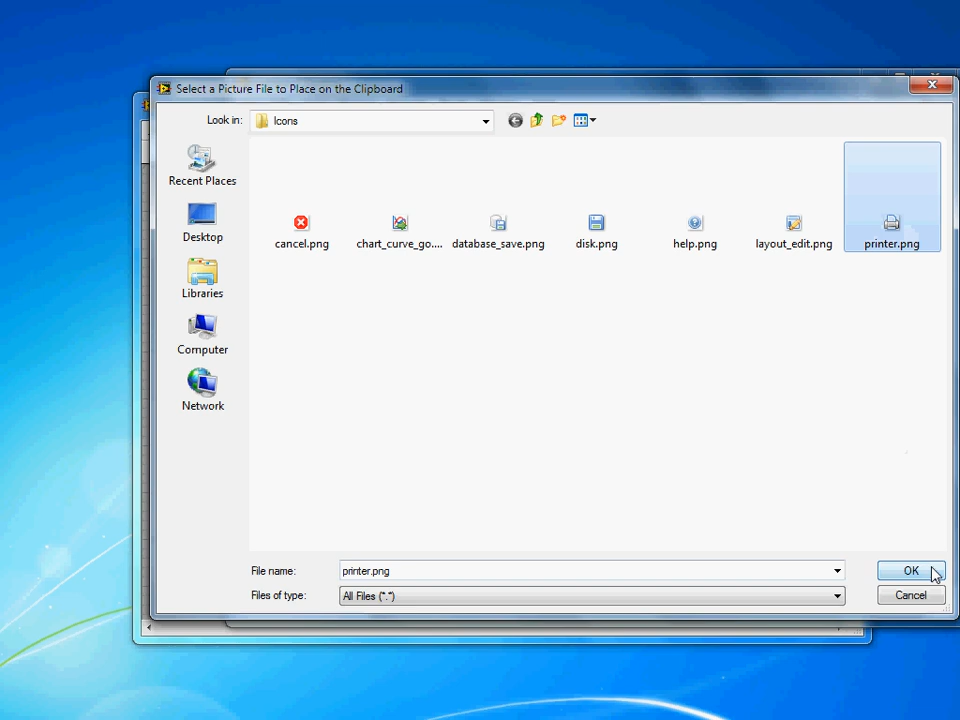 Select a Picture File to Place on the Clipboard
Look in:
Icons
Recent Places
Desktop
Libraries
Computer
Network
cancel.png
chart_curve_go....
database_save.png
disk.png
help.png
layout_edit.png
printer.png
File name:
printer.png
OK
Files of type:
All Files (*.*)
Cancel